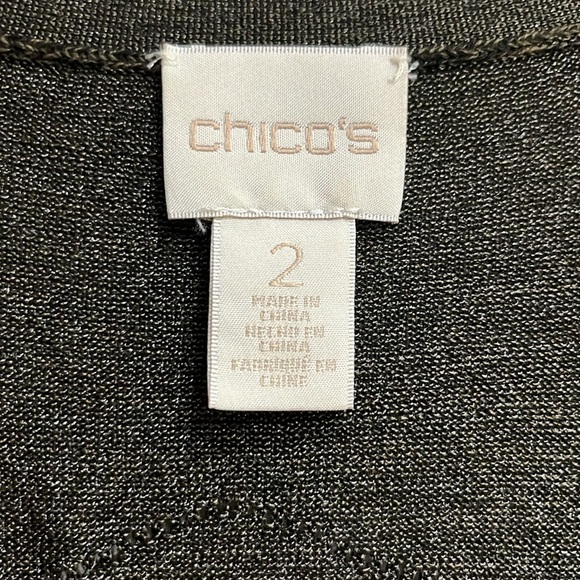 chico's
2
MADE IN
CHINA
HECHO EN
CHINA
FABRIQUÉ EN
CHINE